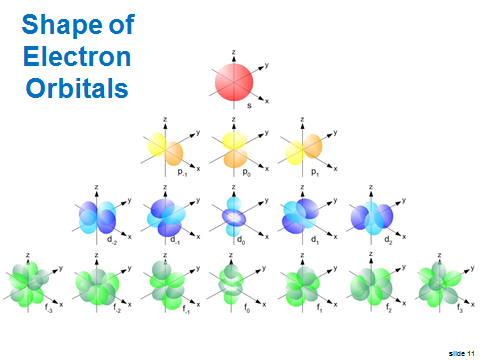 Shape of
Electron
Orbitals
z
y
x
s
z
y
x
p-1
z
y
x
p0
z
y
x
p1
z
y
x
d-2
z
y
x
d-1
z
y
x
d0
z
y
x
d1
z
y
x
d2
z
y
x
f-3
z
y
x
f-2
z
y
x
f-1
z
y
x
f0
z
y
x
f1
z
y
x
f2
z
y
x
f3
slide 11